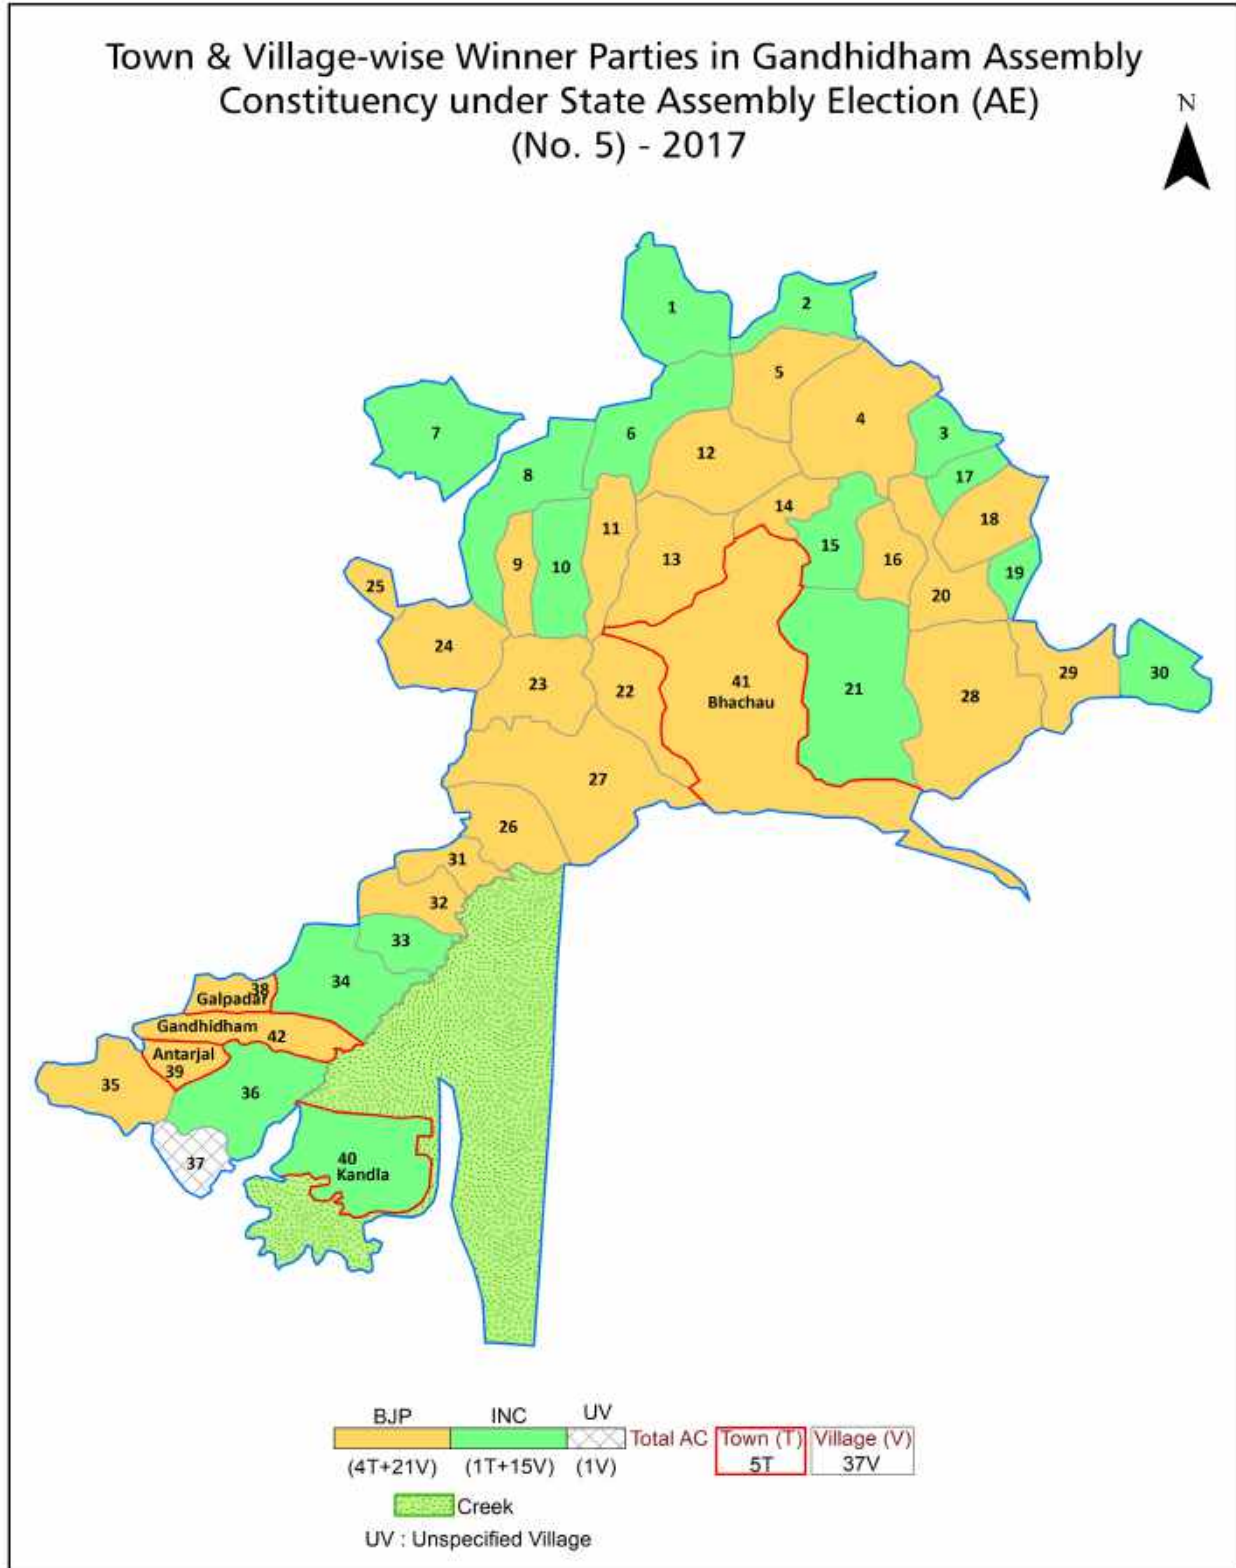 Town & Village-wise Winner Parties in Gandhidham Assembly
Constituency under State Assembly Election (AE)
(No. 5) - 2017
N
1
2
5
4
3
7
6
12
8
17
14
18
11
15
13
16
9
10
19
25
20
24
29
30
41
Bhachau
23
22
21
28
27
26
31
32
33
34
38
Galpadar
Gandhidham
42
Antarjal
39
35
36
40
Kandla
37
BJP
INC
UV
Total AC
Town (T)
Village (V)
(4T+21V)
(1T+15V)
(1V)
5T
37V
Creek
UV : Unspecified Village